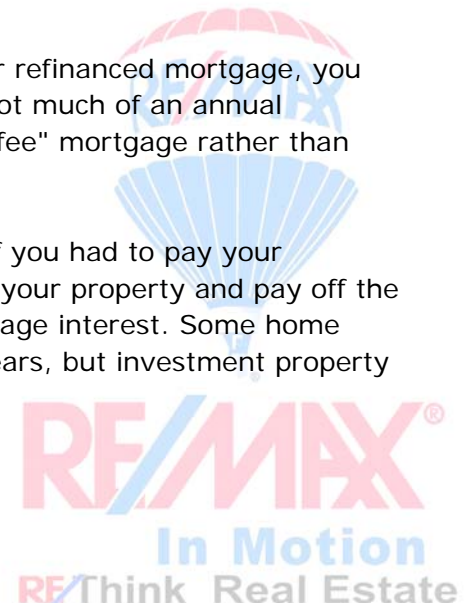 RE/MAX
r refinanced mortgage, you
ot much of an annual
fee" mortgage rather than
f you had to pay your
your property and pay off the
age interest. Some home
ears, but investment property
RE/MAX®
In Motion
RE/Think Real Estate